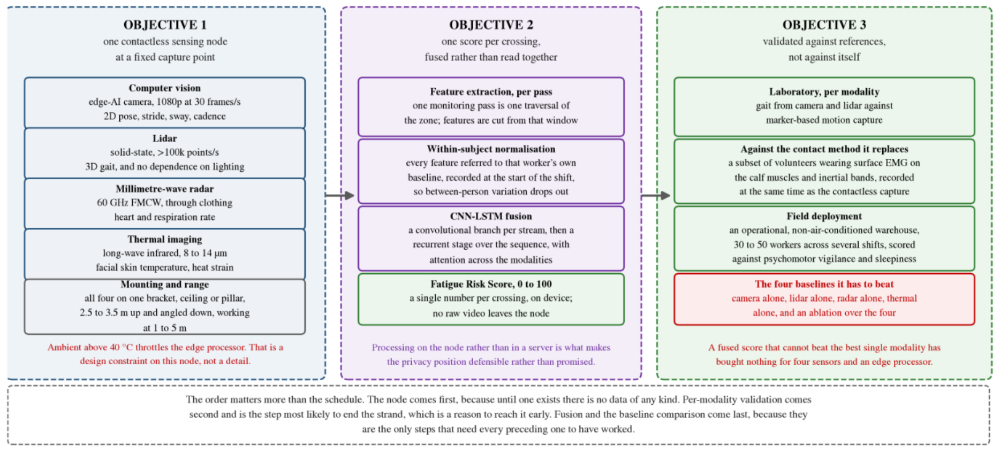 OBJECTIVE 1
one contactless sensing node
at a fixed capture point
Computer vision
edge-AI camera, 1080p at 30 frames/s
2D pose, stride, sway, cadence
Lidar
solid-state, >100k points/s
3D gait, and no dependence on lighting
Millimetre-wave radar
60 GHz FMCW, through clothing
heart and respiration rate
Thermal imaging
long-wave infrared, 8 to 14 μm
facial skin temperature, heat strain
Mounting and range
all four on one bracket, ceiling or pillar,
2.5 to 3.5 m up and angled down, working
at 1 to 5 m
Ambient above 40 °C throttles the edge processor. That is a
design constraint on this node, not a detail.
OBJECTIVE 2
one score per crossing,
fused rather than read together
Feature extraction, per pass
one monitoring pass is one traversal of
the zone; features are cut from that window
Within-subject normalisation
every feature referred to that worker's own
baseline, recorded at the start of the shift,
so between-person variation drops out
CNN-LSTM fusion
a convolutional branch per stream, then a
recurrent stage over the sequence, with
attention across the modalities
Fatigue Risk Score, 0 to 100
a single number per crossing, on device;
no raw video leaves the node
Processing on the node rather than in a server is what makes
the privacy position defensible rather than promised.
OBJECTIVE 3
validated against references,
not against itself
Laboratory, per modality
gait from camera and lidar against
marker-based motion capture
Against the contact method it replaces
a subset of volunteers wearing surface EMG on
the calf muscles and inertial bands, recorded
at the same time as the contactless capture
Field deployment
an operational, non-air-conditioned warehouse,
30 to 50 workers across several shifts, scored
against psychomotor vigilance and sleepiness
The four baselines it has to beat
camera alone, lidar alone, radar alone, thermal
alone, and an ablation over the four
A fused score that cannot beat the best single modality has
bought nothing for four sensors and an edge processor.
The order matters more than the schedule. The node comes first, because until one exists there is no data of any kind. Per-modality validation comes
second and is the step most likely to end the strand, which is a reason to reach it early. Fusion and the baseline comparison come last, because they
are the only steps that need every preceding one to have worked.